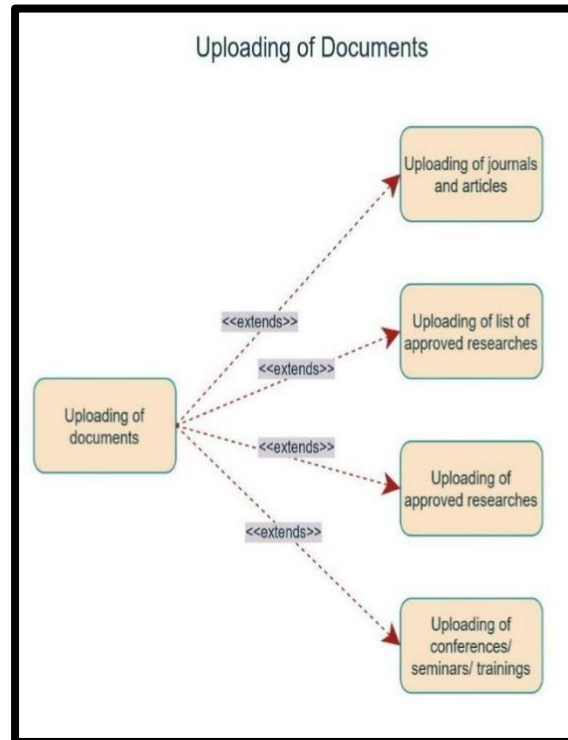 Uploading of Documents
Uploading of journals
and articles
<<extends>>
Uploading of list of
approved researches
<<extends>>
Uploading of
documents
<<extends>>
Uploading of
approved researches
<<extends>>
Uploading of
conferences/
seminars/ trainings